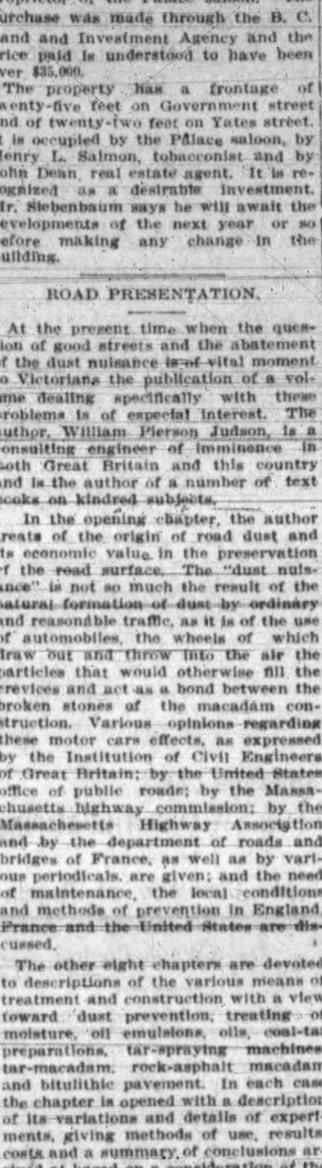 urchase was made through the B. C.
and and Investment Agency and the
rice paid is understood to have been
ver $35,000.
The property has a frontage of
wenty-five feet on Government street
nd of twenty-two feet on Yates street.
t is occupied by the Palace saloon, by
enry L. Salmon, tobacconist and by
ohn Dean, real estate agent. It is re-
ognized as a desirable investment.
Mr. Siebenbaum says he will await the
evelopments of the next year or so
efore making any change in the
uilding.
ROAD PRESENTATION.
At the present time when the ques-
ion of good streets and the abatement
f the dust nuisance is of vital moment
o Victorians the publication of a vol-
ume dealing specifically with these
problems is of especial interest. The
author, William Pierson Judson, is a
onsulting engineer of imminence in
both Great Britain and this country
and is the author of a number of text
books on kindred subjects.
In the opening chapter, the author
reats of the origin of road dust and
its economic value in the preservation
of the road surface. The "dust nuis-
ance" is not so much the result of the
natural formation of dust by ordinary
and reasonable traffic, as it is of the use
of automobiles, the wheels of which
draw out and throw into the air the
particles that would otherwise fill the
crevices and act as a bond between the
broken stones of the macadam con-
struction. Various opinions regarding
these motor cars effects, as expressed
by the Institution of Civil Engineers
of Great Britain; by the United States
office of public roads; by the Massa-
chusetts highway commission; by the
Massachesetts Highway Association
and by the department of roads and
bridges of France, as well as by vari-
ous periodicals, are given; and the need
of maintenance, the local conditions
and methods of prevention in England,
France and the United States are dis-
cussed.
The other eight chapters are devoted
to descriptions of the various means of
treatment and construction with a view
toward dust prevention, treating of
moisture, oil emulsions, oils, coal-tar
preparations, tar-spraying machines
tar-macadam, rock-asphalt macadam
and bitulithic pavement. In each case
the chapter is opened with a description
of its variations and details of experi-
ments, giving methods of use, results
costs and a summary of conclusions ar-